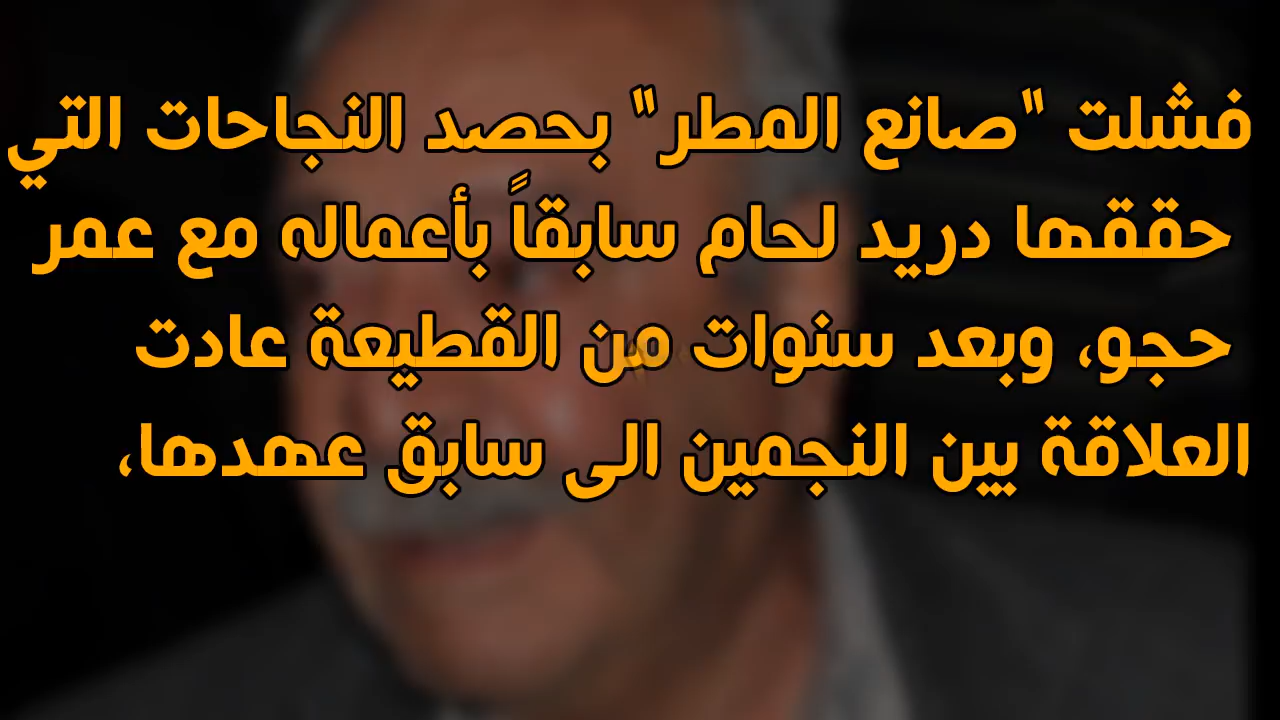 فشلت "صانع المطر" بحصد النجاحات التي
حققها دريد لحام سابقاً بأعماله مع عمر
حجو، وبعد سنوات من القطيعة عادت
العلاقة بين النجمين الى سابق عهدها،